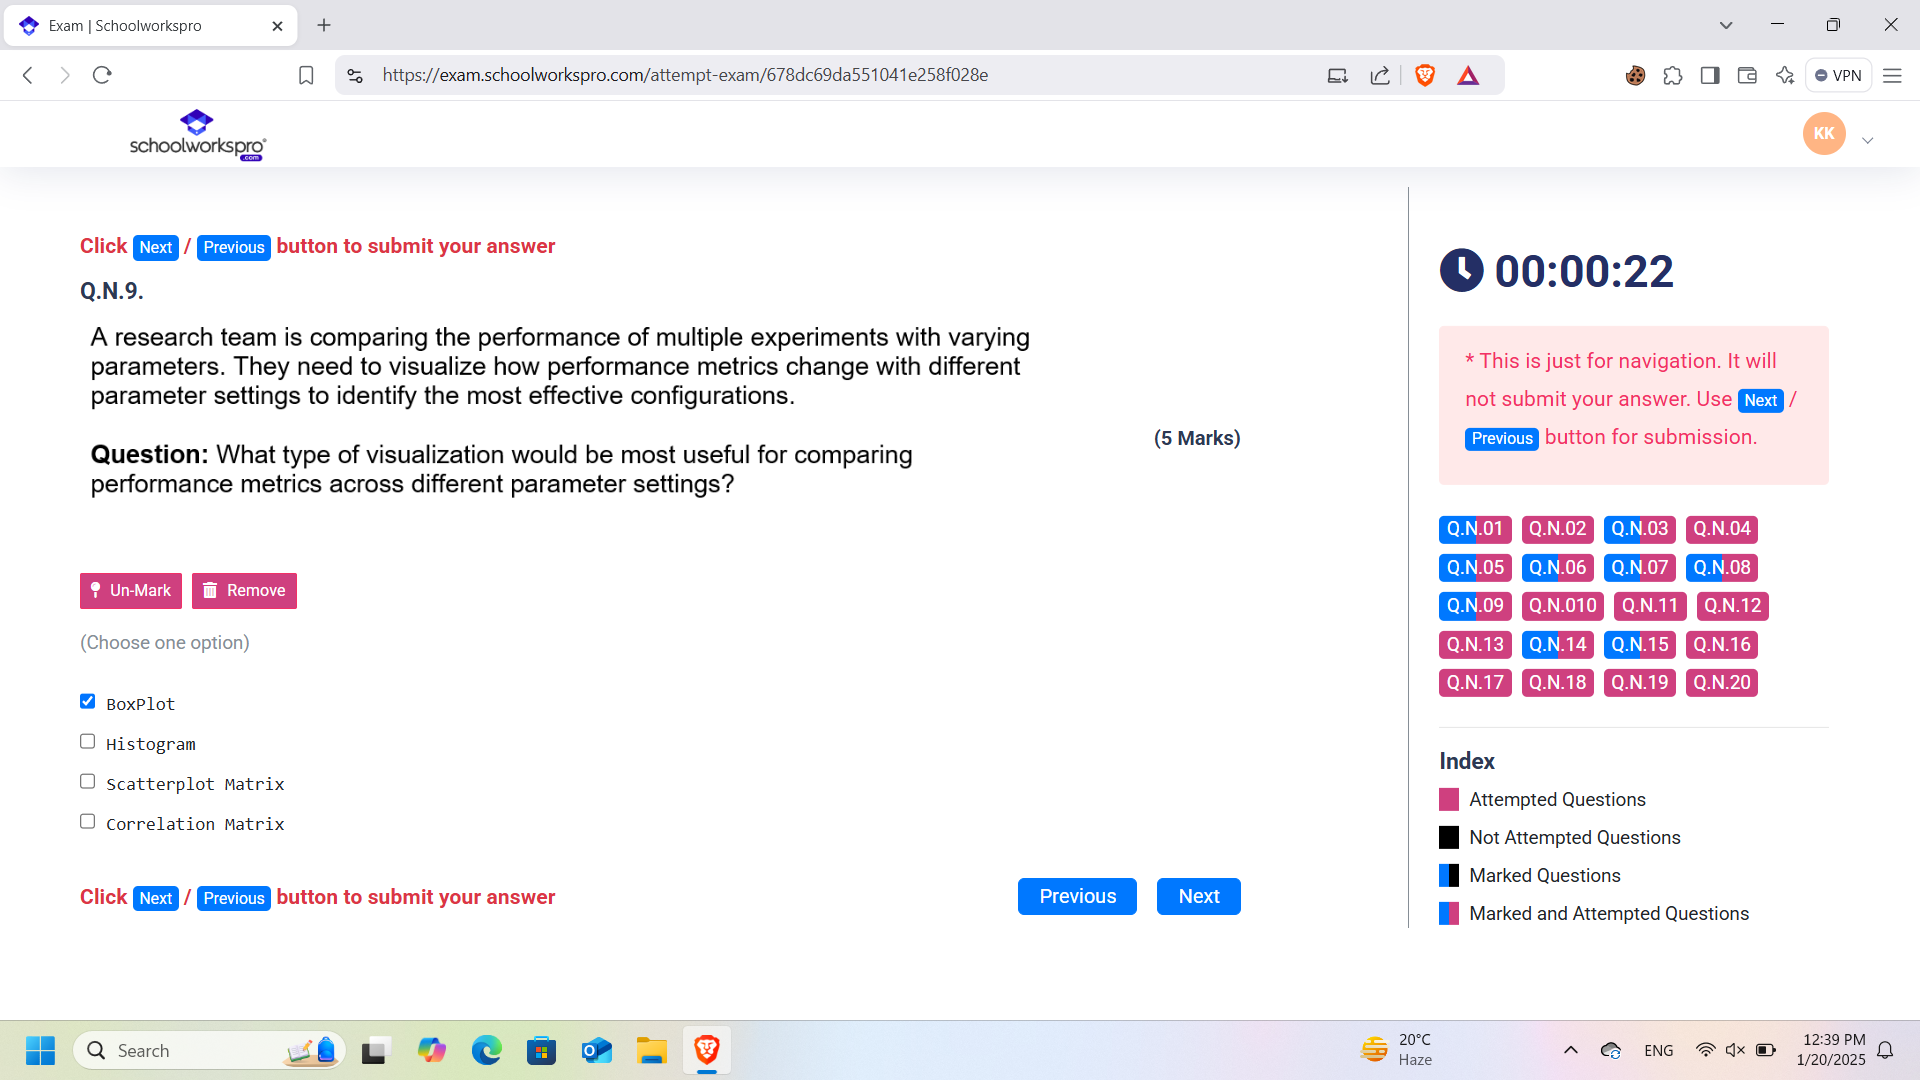 Exam | Schoolworkspro
https://exam.schoolworkspro.com/attempt-exam/678dc69da551041e258f028e
VPN
schoolworkspro
.com
KK
Click Next / Previous button to submit your answer
Q.N.9.
A research team is comparing the performance of multiple experiments with varying
parameters. They need to visualize how performance metrics change with different
parameter settings to identify the most effective configurations.
(5 Marks)
Question: What type of visualization would be most useful for comparing
performance metrics across different parameter settings?
Un-Mark Remove
(Choose one option)
BoxPlot
Histogram
Scatterplot Matrix
Correlation Matrix
Click Next / Previous button to submit your answer
Previous Next
00:00:22
* This is just for navigation. It will
not submit your answer. Use Next /
Previous button for submission.
Q.N.01 Q.N.02 Q.N.03 Q.N.04
Q.N.05 Q.N.06 Q.N.07 Q.N.08
Q.N.09 Q.N.010 Q.N.11 Q.N.12
Q.N.13 Q.N.14 Q.N.15 Q.N.16
Q.N.17 Q.N.18 Q.N.19 Q.N.20
Index
Attempted Questions
Not Attempted Questions
Marked Questions
Marked and Attempted Questions
Search
20°C
Haze
ENG
12:39 PM
1/20/2025